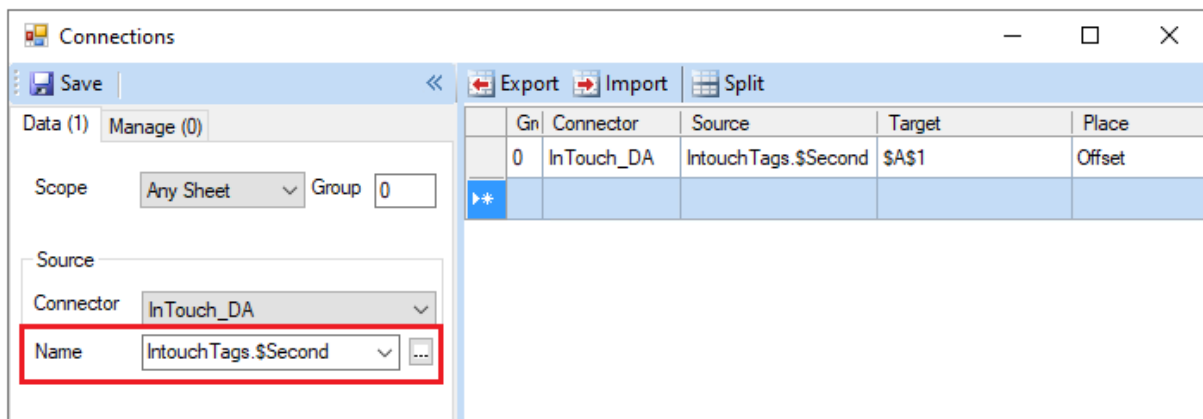 Connections
Save
Export Import Split
Data (1) Manage (0)
Gr Connector Source Target Place
0 InTouch_DA IntouchTags.$Second $A$1 Offset
Scope Any Sheet Group 0
Source
Connector InTouch_DA
Name IntouchTags.$Second ...